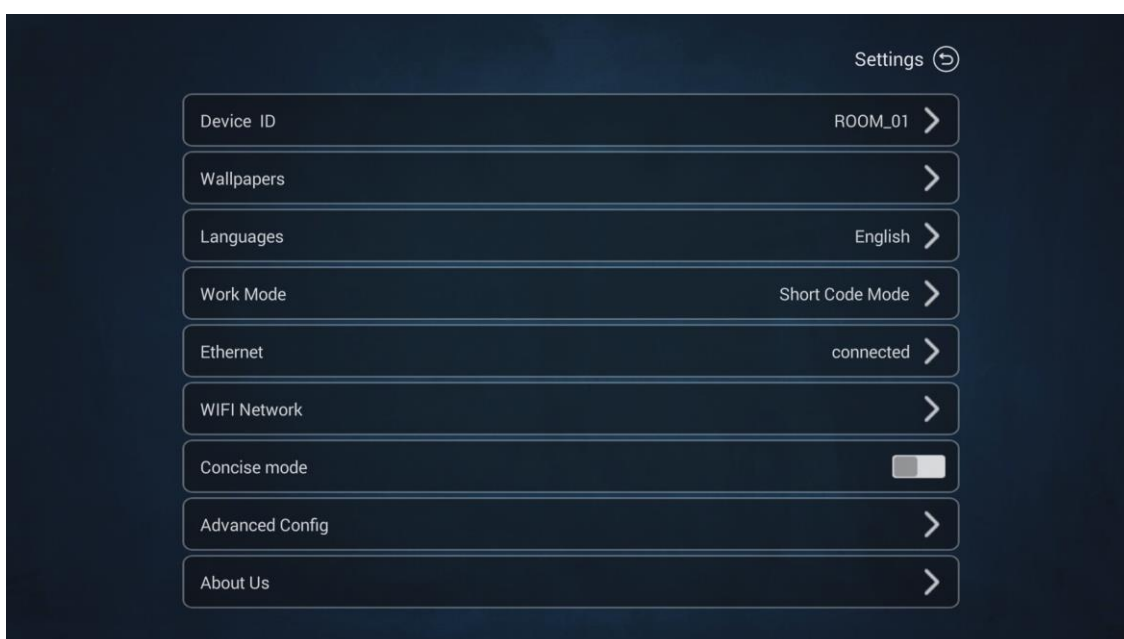 Settings
Device ID ROOM_01
Wallpapers
Languages English
Work Mode Short Code Mode
Ethernet connected
WIFI Network
Concise mode
Advanced Config
About Us